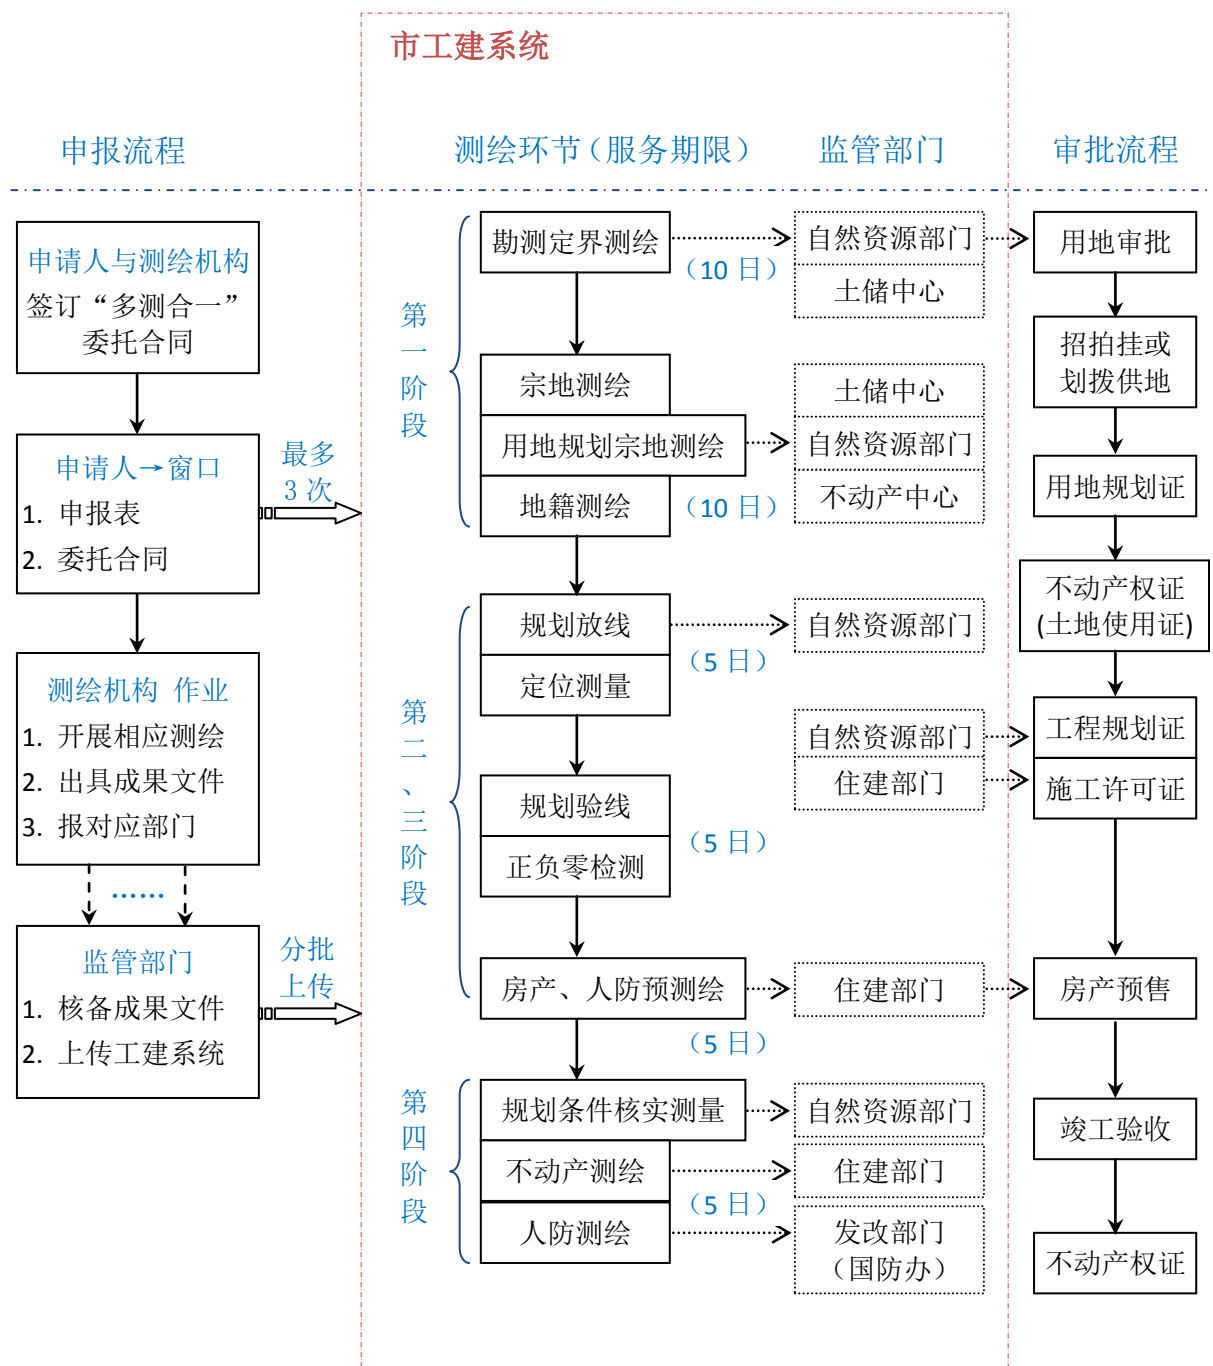 市工建系统
申报流程
测绘环节（服务期限）
监管部门
审批流程
申请人与测绘机构
签订“多测合一”
委托合同
申请人→窗口
1. 申报表
2. 委托合同
最多
3 次
测绘机构 作业
1. 开展相应测绘
2. 出具成果文件
3. 报对应部门
……
监管部门
1. 核备成果文件
2. 上传工建系统
分批
上传
第一阶段
勘测定界测绘
（10 日）
宗地测绘
用地规划宗地测绘
地籍测绘
（10 日）
第二、三阶段
规划放线
定位测量
（5 日）
规划验线
正负零检测
（5 日）
房产、人防预测绘
（5 日）
第四阶段
规划条件核实测量
不动产测绘
人防测绘
（5 日）
自然资源部门
土储中心
土储中心
自然资源部门
不动产中心
自然资源部门
自然资源部门
住建部门
住建部门
自然资源部门
住建部门
发改部门
（国防办）
用地审批
招拍挂或
划拨供地
用地规划证
不动产权证
(土地使用证)
工程规划证
施工许可证
房产预售
竣工验收
不动产权证